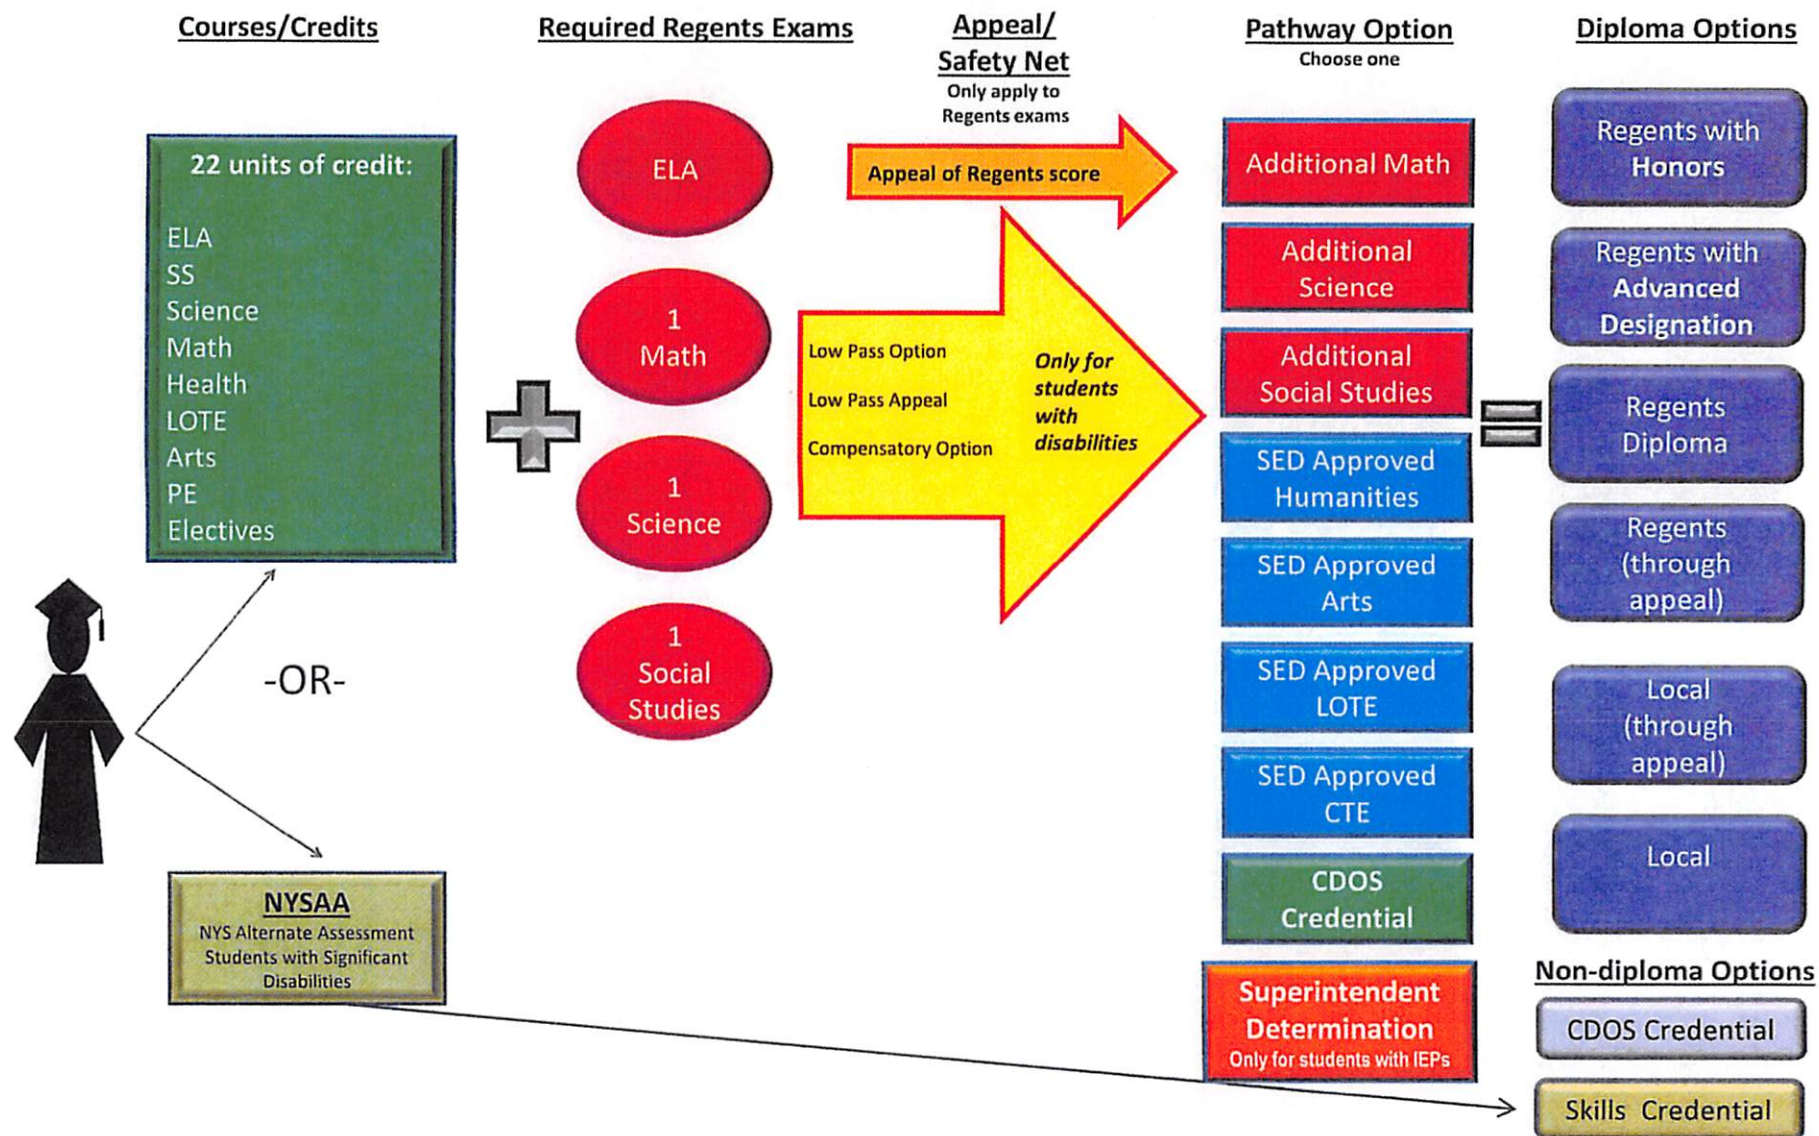 Courses/Credits
22 units of credit:
ELA
SS
Science
Math
Health
LOTE
Arts
PE
Electives
-OR-
NYSAA
NYS Alternate Assessment
Students with Significant
Disabilities
Required Regents Exams
ELA
1
Math
1
Science
1
Social
Studies
Appeal/
Safety Net
Only apply to
Regents exams
Appeal of Regents score
Low Pass Option
Low Pass Appeal
Compensatory Option
Only for
students
with
disabilities
Pathway Option
Choose one
Additional Math
Additional
Science
Additional
Social Studies
SED Approved
Humanities
SED Approved
Arts
SED Approved
LOTE
SED Approved
CTE
CDOS
Credential
Superintendent
Determination
Only for students with IEPs
Diploma Options
Regents with
Honors
Regents with
Advanced
Designation
Regents
Diploma
Regents
(through
appeal)
Local
(through
appeal)
Local
Non-diploma Options
CDOS Credential
Skills Credential